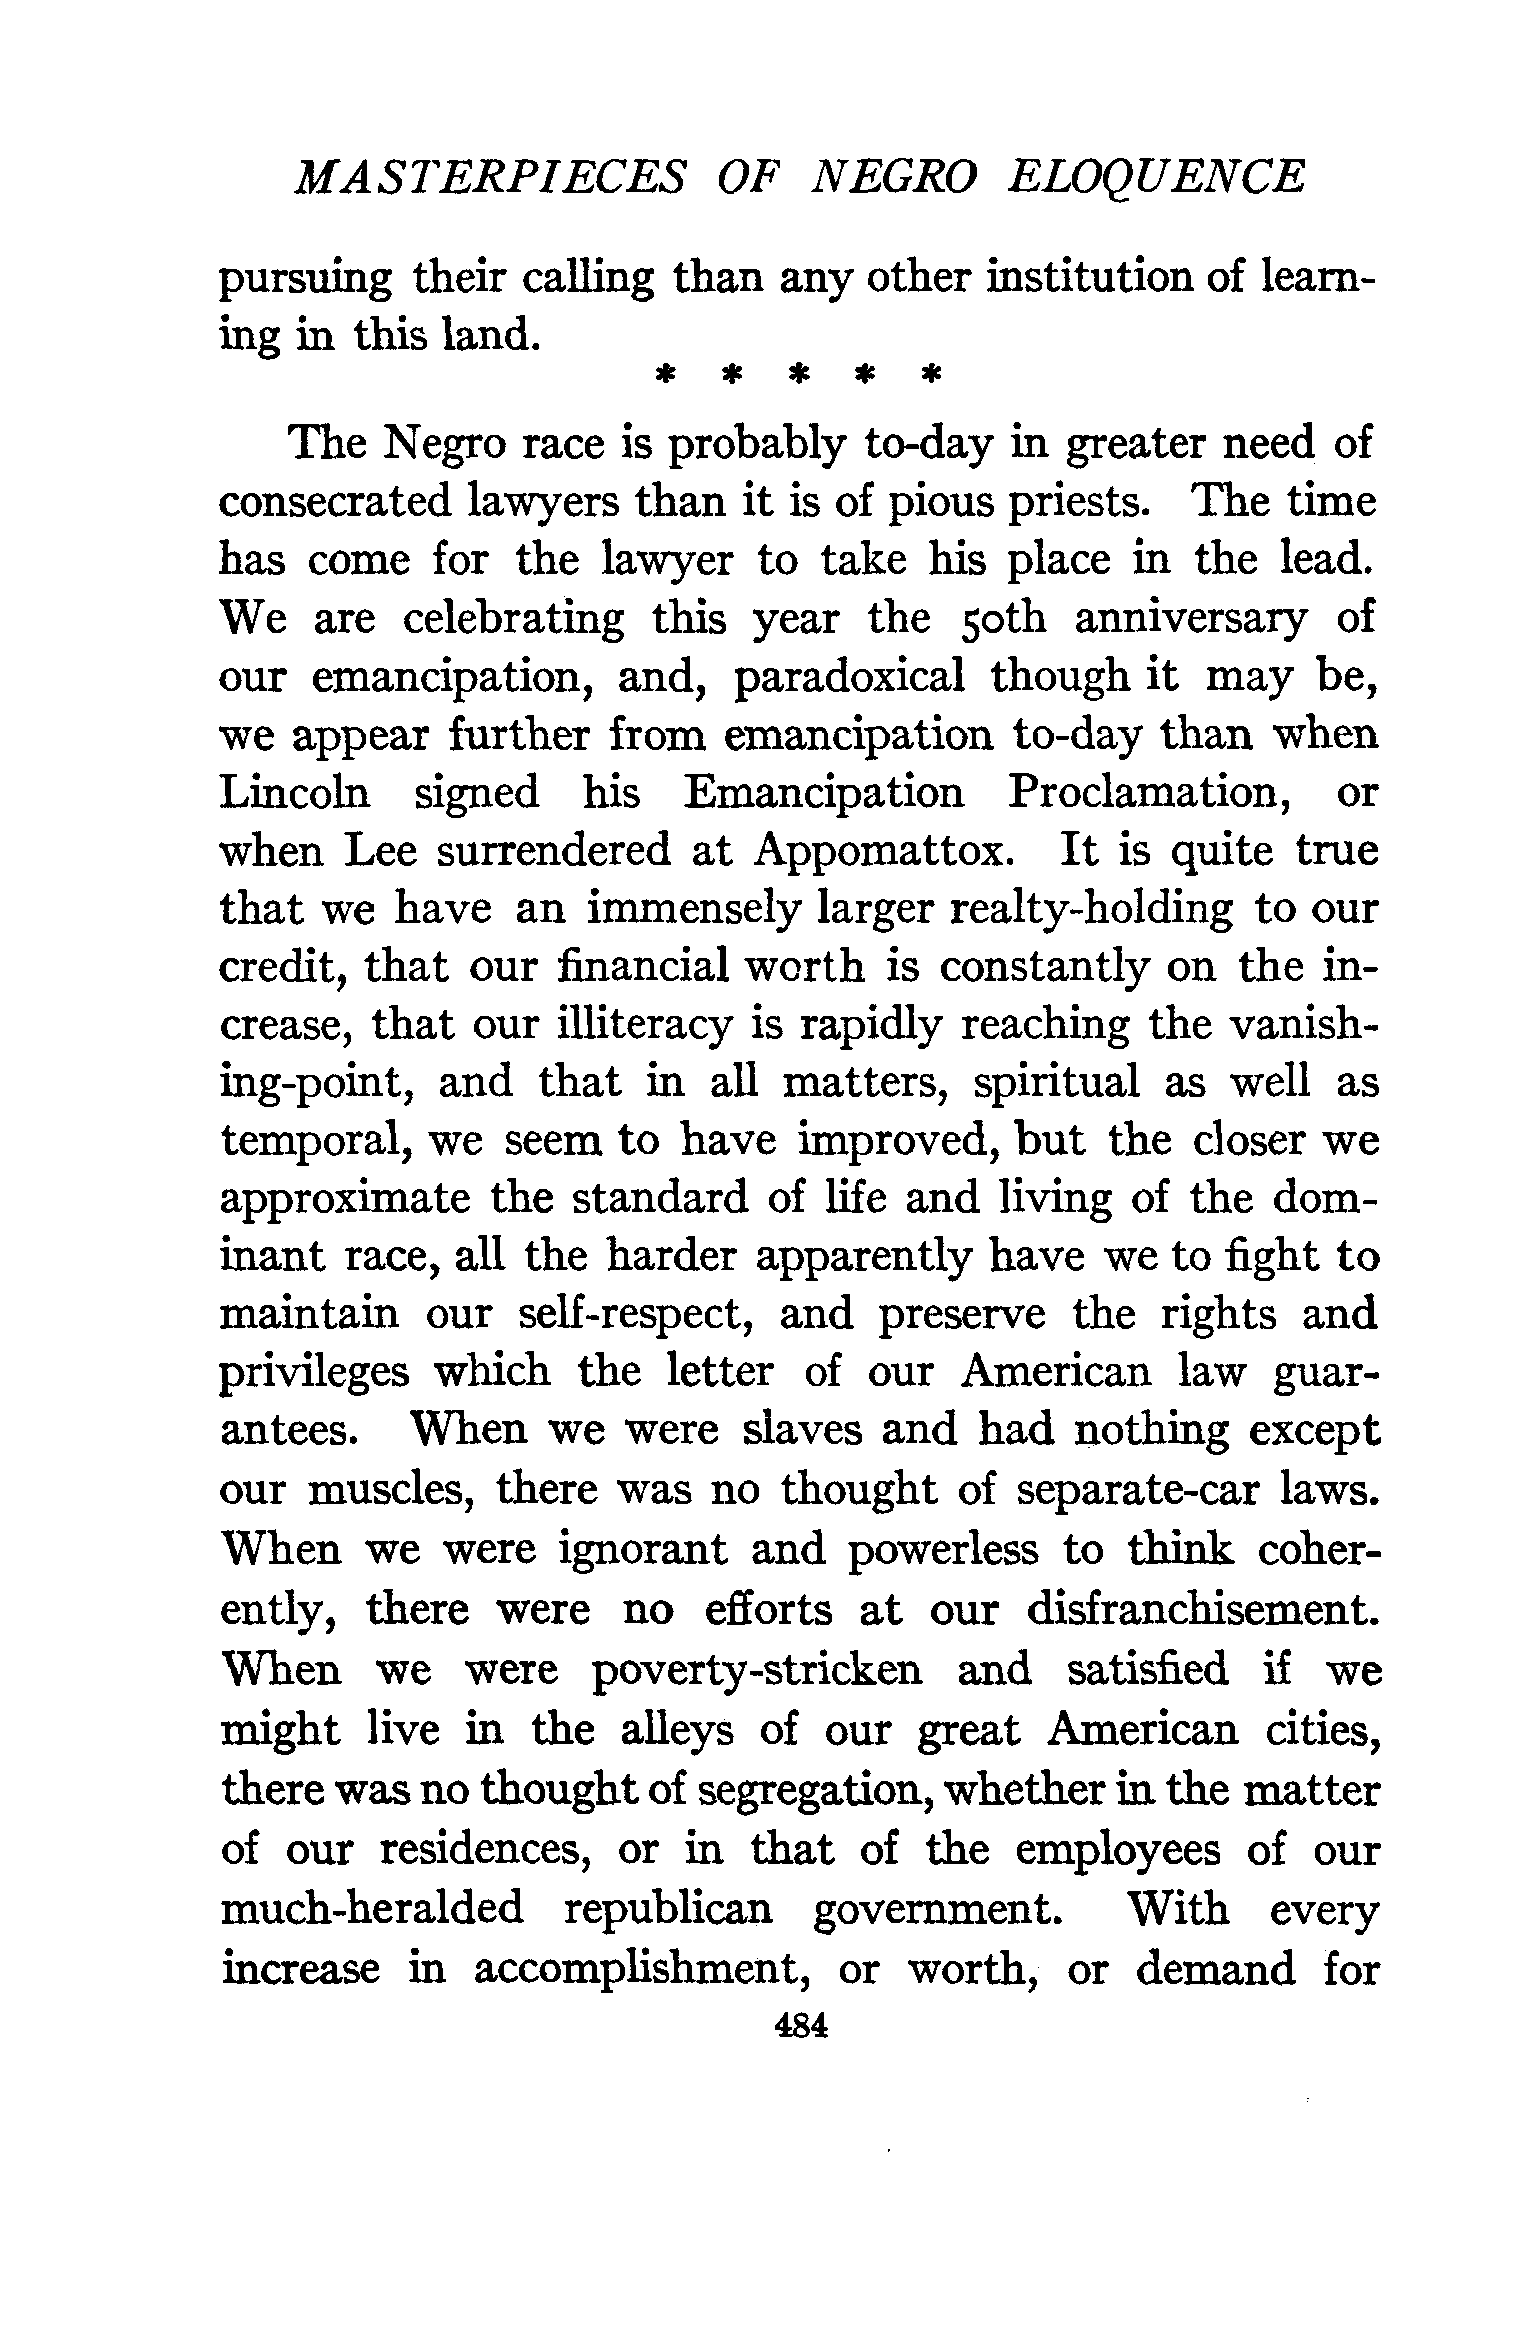 MASTERPIECES OF NEGRO ELOQUENCE
pursuing their calling than any other institution of learn-
ing in this land.
* * * * *
The Negro race is probably to-day in greater need of
consecrated lawyers than it is of pious priests. The time
has come for the lawyer to take his place in the lead.
We are celebrating this year the 50th anniversary of
our emancipation, and, paradoxical though it may be,
we appear further from emancipation to-day than when
Lincoln signed his Emancipation Proclamation, or
when Lee surrendered at Appomattox. It is quite true
that we have an immensely larger realty-holding to our
credit, that our financial worth is constantly on the in-
crease, that our illiteracy is rapidly reaching the vanish-
ing-point, and that in all matters, spiritual as well as
temporal, we seem to have improved, but the closer we
approximate the standard of life and living of the dom-
inant race, all the harder apparently have we to fight to
maintain our self-respect, and preserve the rights and
privileges which the letter of our American law guar-
antees. When we were slaves and had nothing except
our muscles, there was no thought of separate-car laws.
When we were ignorant and powerless to think coher-
ently, there were no efforts at our disfranchisement.
When we were poverty-stricken and satisfied if we
might live in the alleys of our great American cities,
there was no thought of segregation, whether in the matter
of our residences, or in that of the employees of our
much-heralded republican government. With every
increase in accomplishment, or worth, or demand for
484